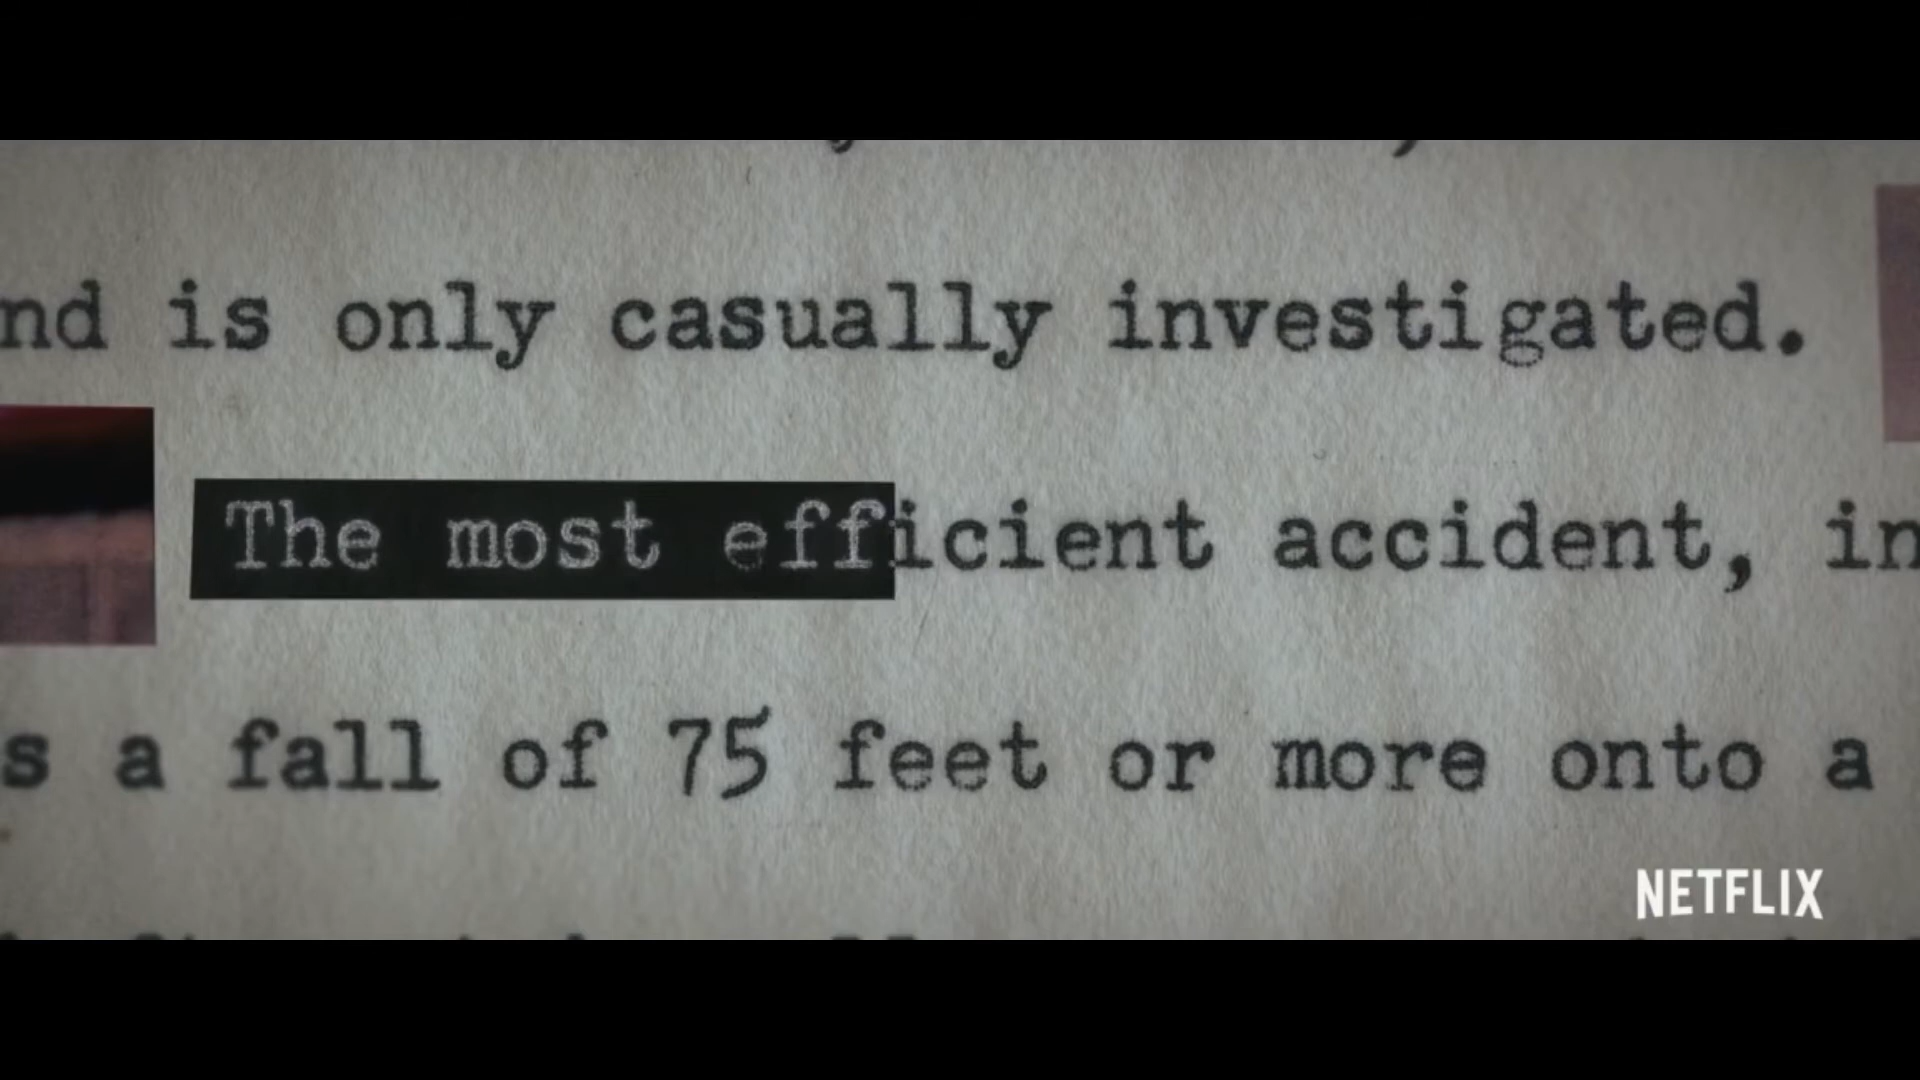 nd is only casually investigated.
The most efficient accident, in
s a fall of 75 feet or more onto a
NETFLIX